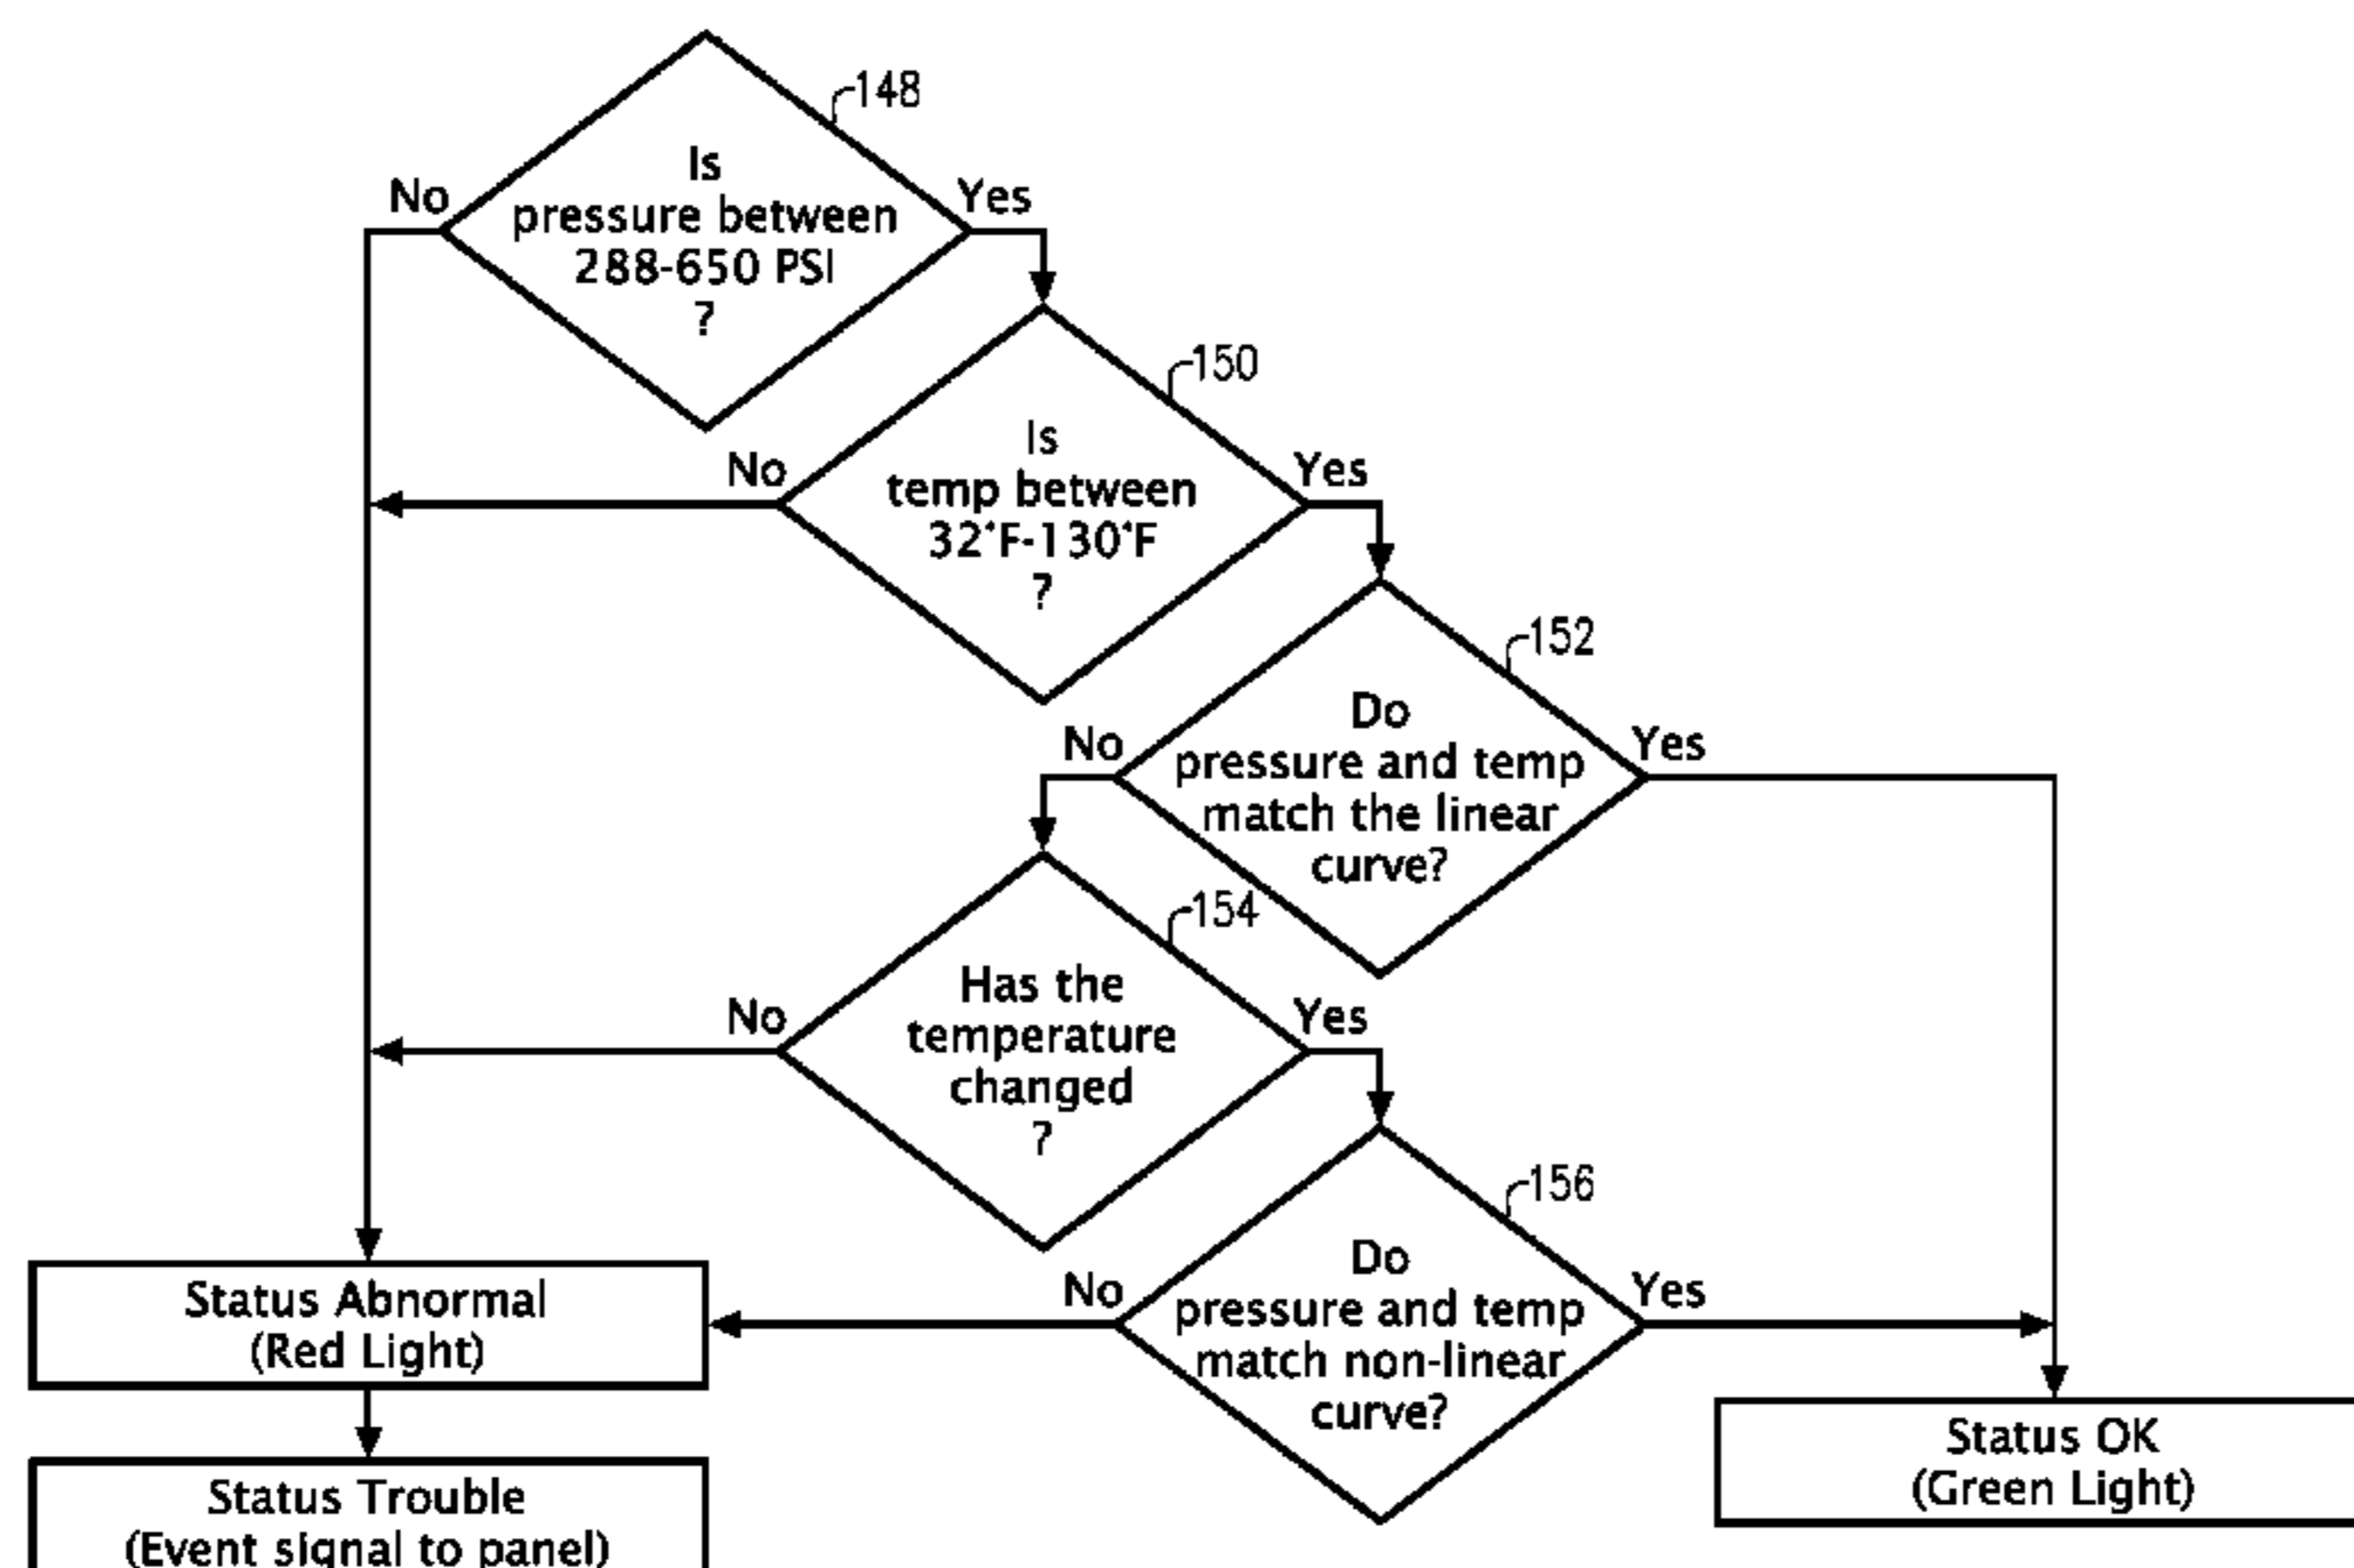 148
Is
pressure between
288-650 PSI
?
No
Yes
150
Is
temp between
32°F-130°F
?
No
Yes
152
Do
pressure and temp
match the linear
curve?
No
Yes
154
Has the
temperature
changed
?
No
Yes
156
Do
pressure and temp
match non-linear
curve?
No
Yes
Status Abnormal
(Red Light)
Status OK
(Green Light)
Status Trouble
(Event signal to panel)